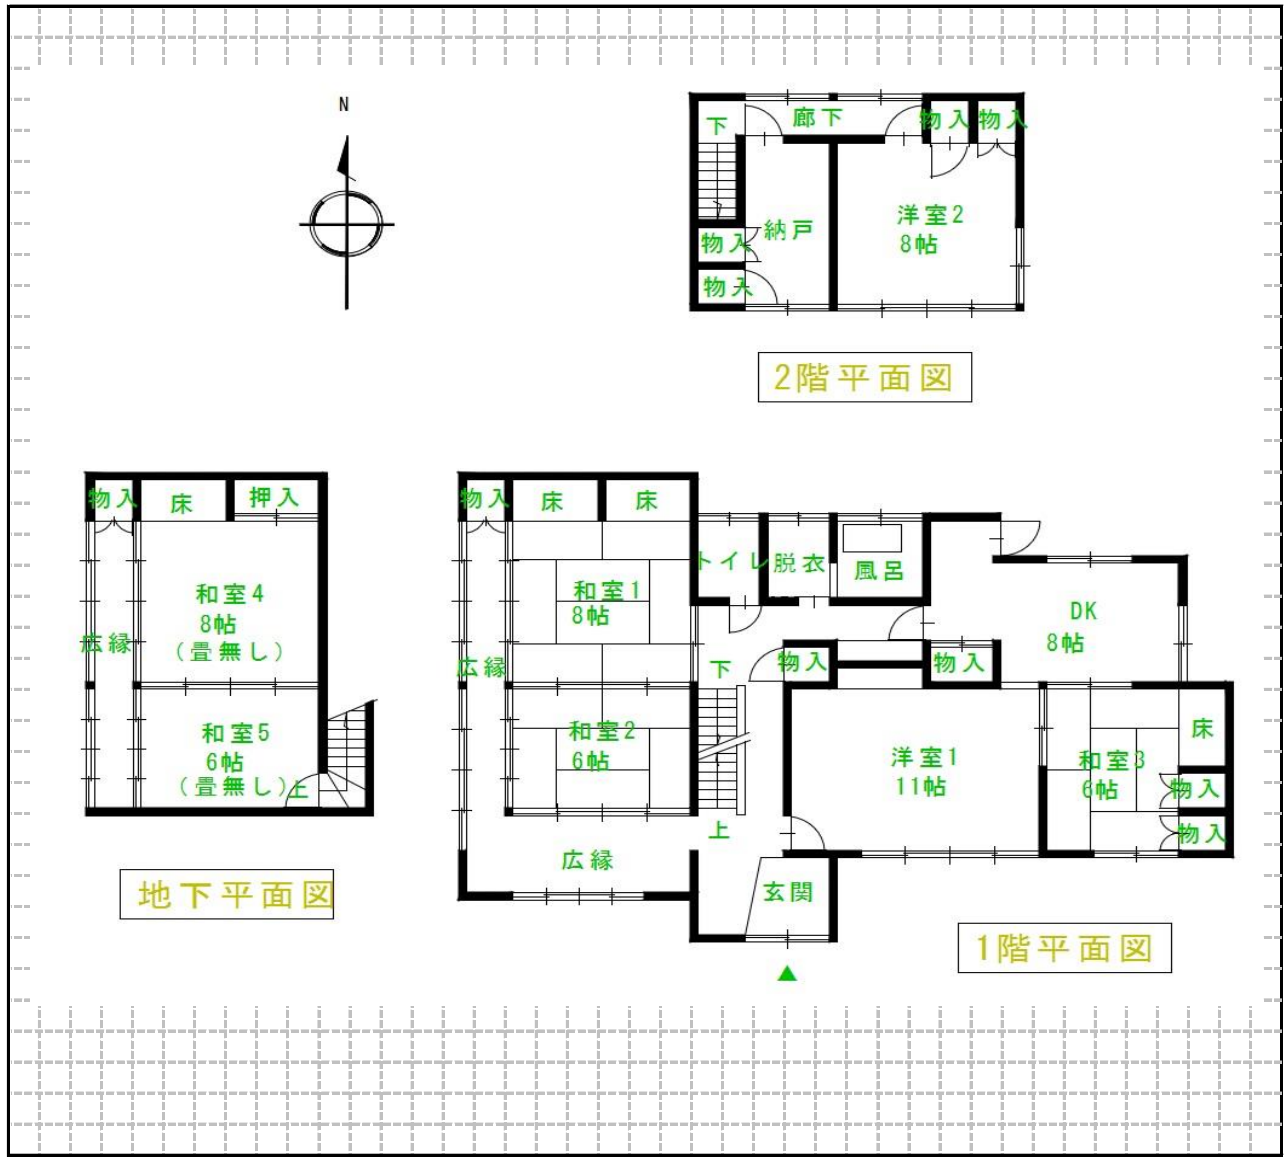 N
廊下
物入
物入
下
洋室2
8帖
納戸
物入
物入
2階平面図
物入
床
押入
和室4
8帖
(畳無し)
広縁
和室5
6帖
(畳無し)
上
地下平面図
物入
床
床
トイレ
脱衣
風呂
和室1
8帖
DK
8帖
広縁
下
物入
物入
和室2
6帖
洋室1
11帖
床
和室3
6帖
物入
物入
上
広縁
玄関
1階平面図